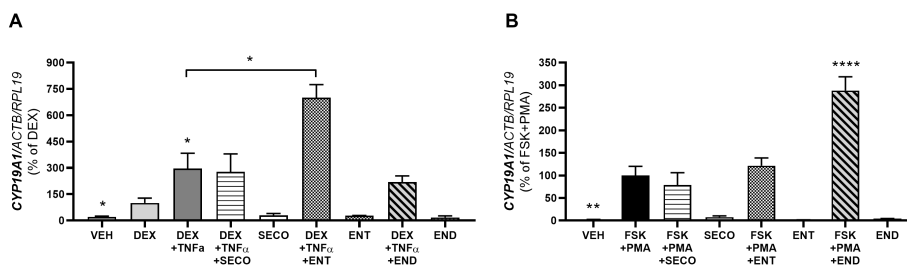 A
CYP19A1/ACTB/RPL19
(% of DEX)
900
750
600
450
300
150
0
*
*
*
VEH
DEX
DEX
+TNFa
DEX
+TNFα
+SECO
SECO
DEX
+TNFα
+ENT
ENT
DEX
+TNFα
+END
END
B
CYP19A1/ACTB/RPL19
(% of FSK+PMA)
350
300
250
200
150
100
50
0
**
****
VEH
FSK
+PMA
FSK
+PMA
+SECO
SECO
FSK
+PMA
+ENT
ENT
FSK
+PMA
+END
END